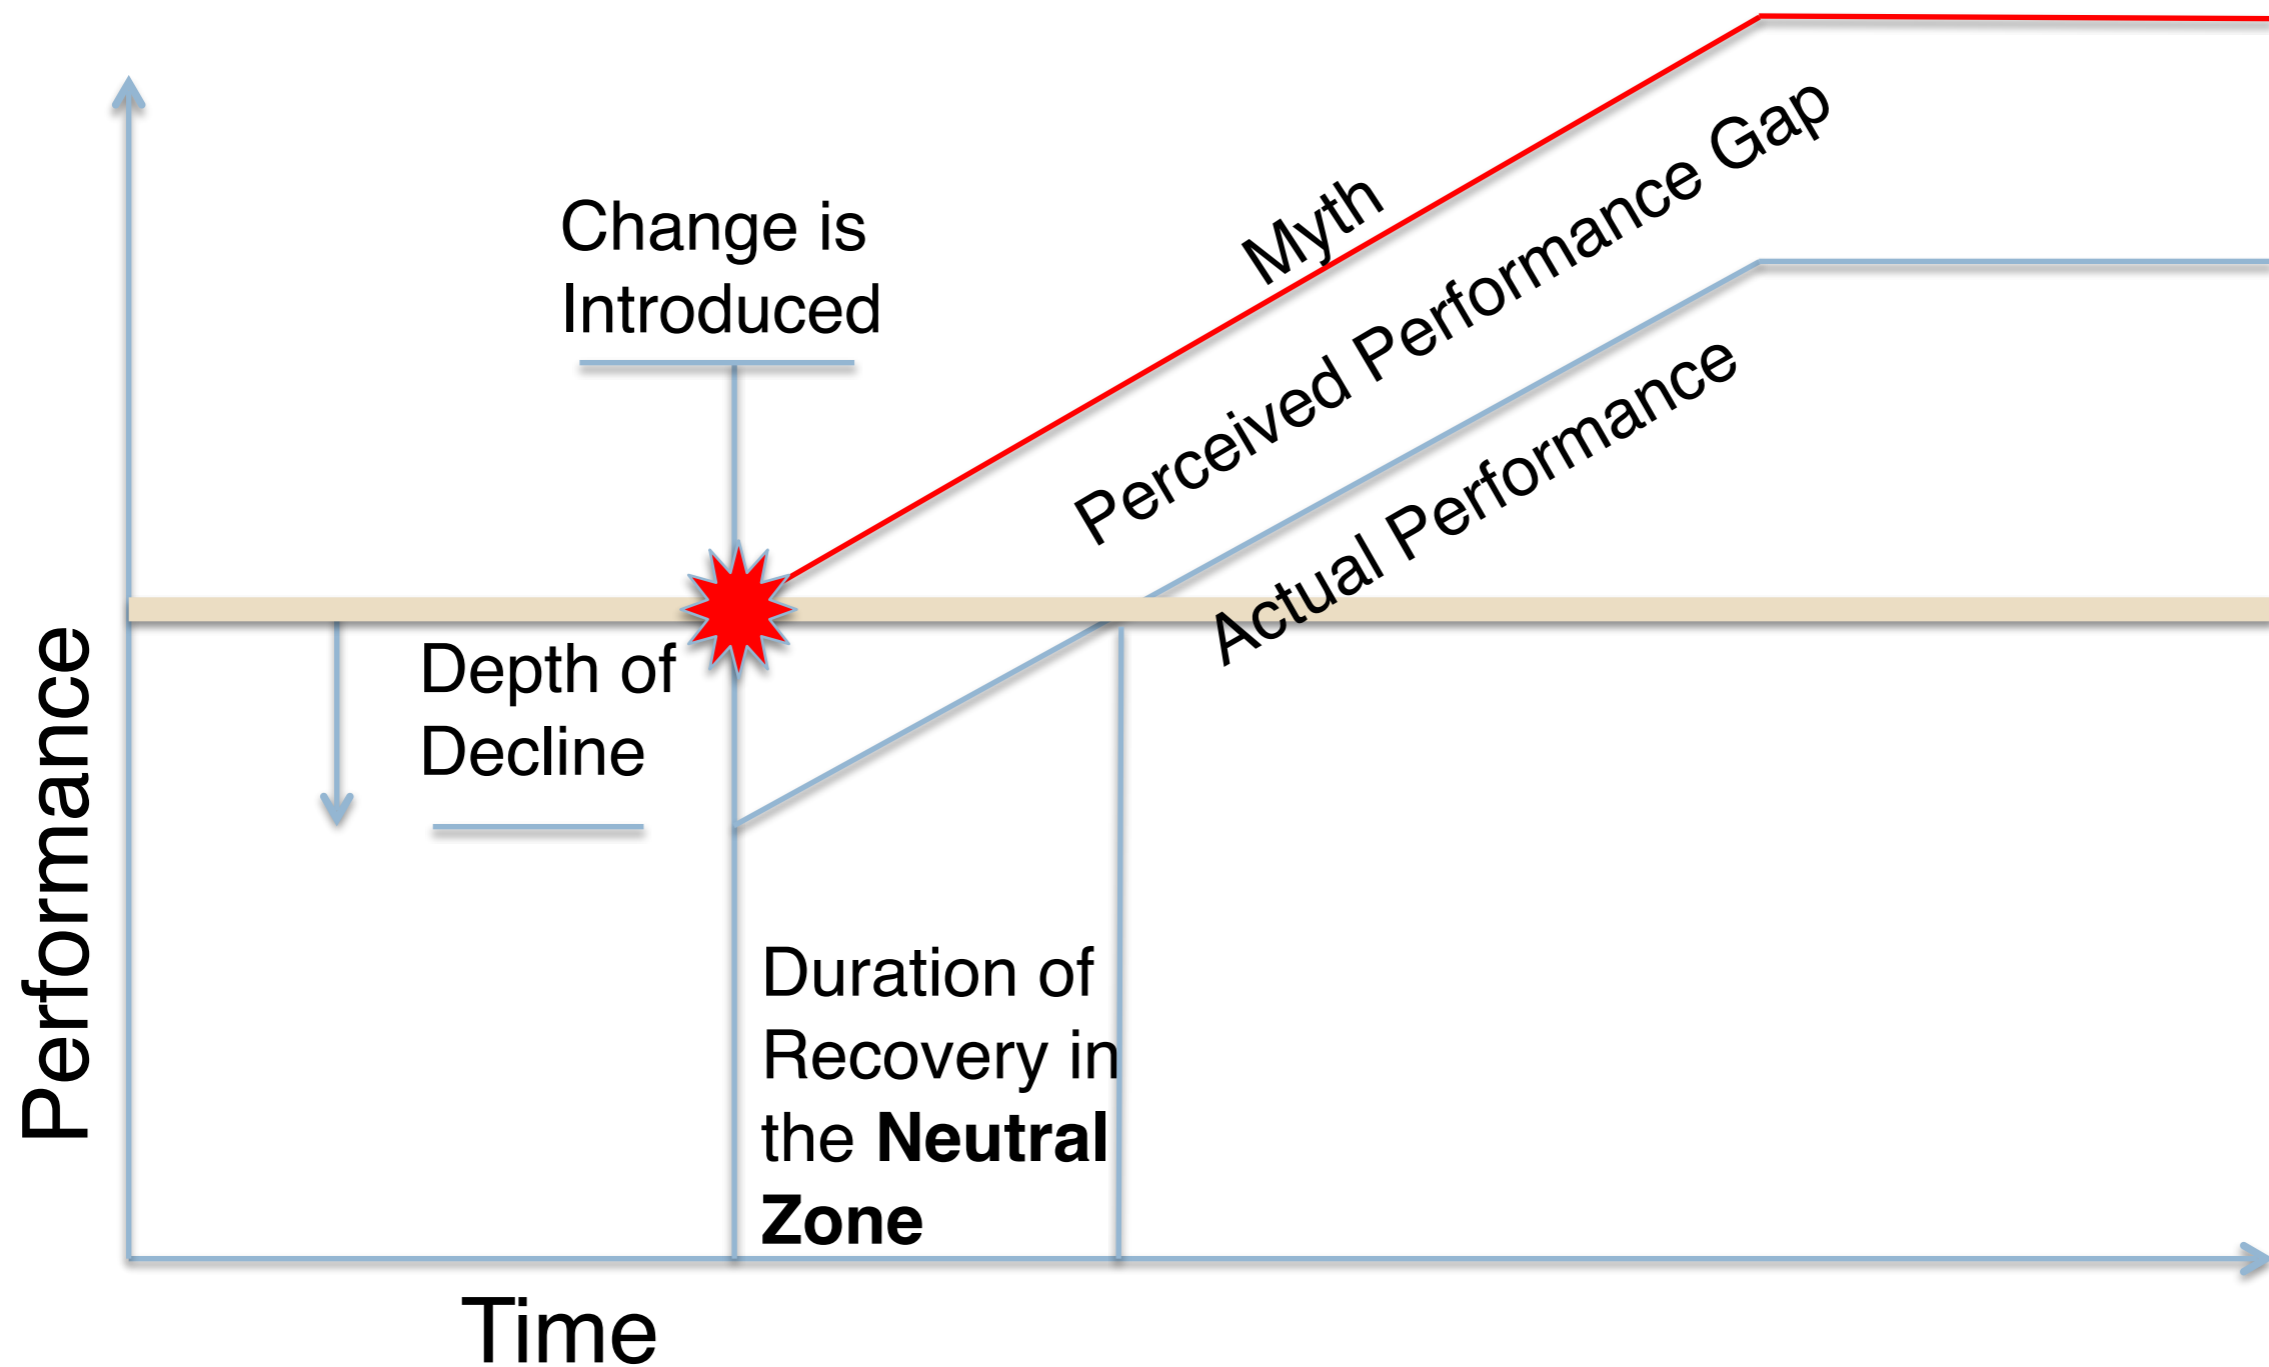 Change is
Introduced
Myth
Perceived Performance Gap
Actual Performance
Depth of
Decline
Performance
Duration of
Recovery in
the Neutral
Zone
Time